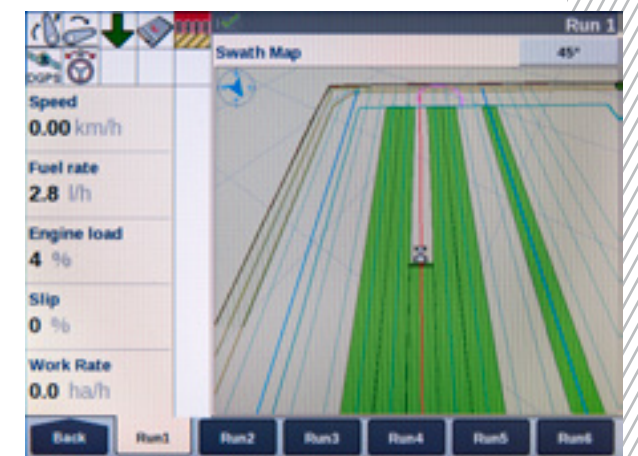 Run 1
Swath Map
45°
DGPS
Speed
0.00 km/h
Fuel rate
2.8 l/h
Engine load
4 %
Slip
0 %
Work Rate
0.0 ha/h
Back
Run1
Run2
Run3
Run4
Run5
Run6